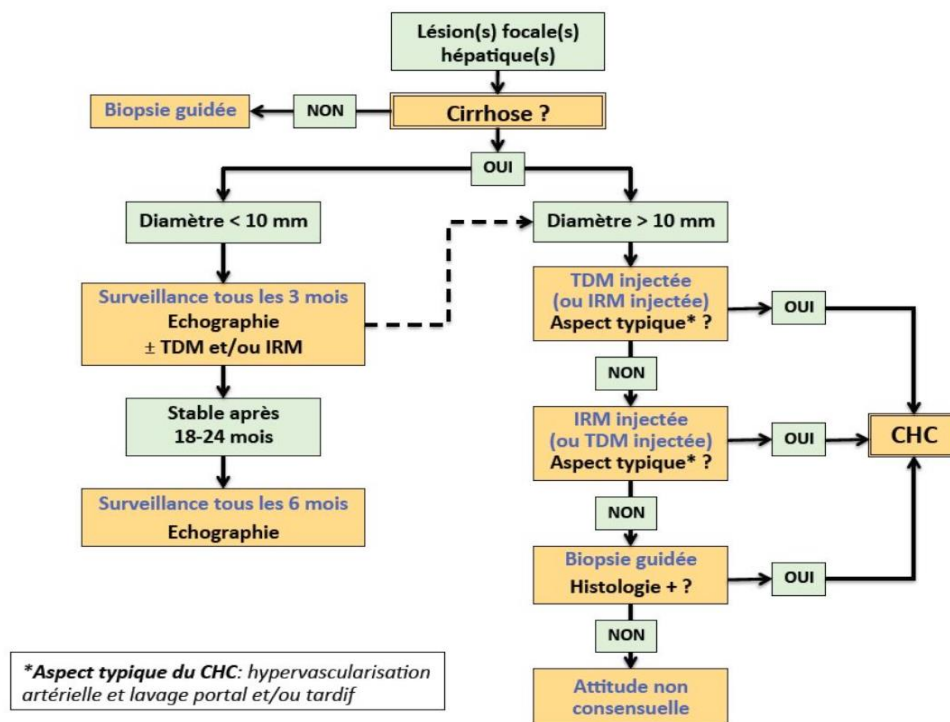 Lésion(s) focale(s)
hépatique(s)
Biopsie guidée
NON
Cirrhose ?
OUI
Diamètre < 10 mm
Diamètre > 10 mm
Surveillance tous les 3 mois
Echographie
± TDM et/ou IRM
TDM injectée
(ou IRM injectée)
Aspect typique* ?
OUI
NON
Stable après
18-24 mois
IRM injectée
(ou TDM injectée)
Aspect typique* ?
OUI
CHC
Surveillance tous les 6 mois
Echographie
NON
Biopsie guidée
Histologie + ?
OUI
NON
*Aspect typique du CHC: hypervascularisation
artérielle et lavage portal et/ou tardif
Attitude non
consensuelle